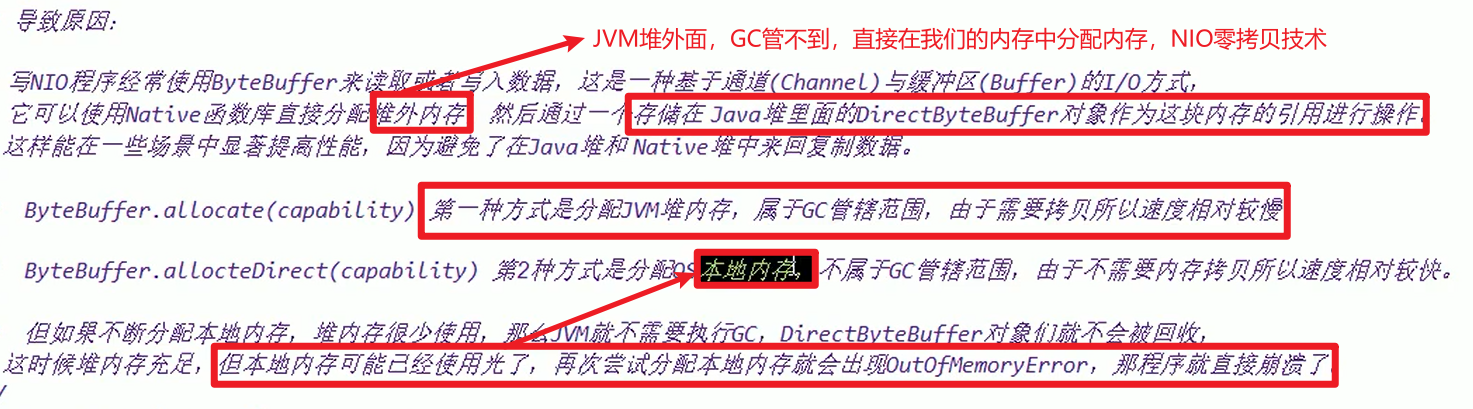 导致原因：
JVM堆外面，GC管不到，直接在我们的内存中分配内存，NIO零拷贝技术
写NIO程序经常使用ByteBuffer来读取或者写入数据，这是一种基于通道(Channel)与缓冲区(Buffer)的I/O方式，
它可以使用Native函数库直接分配堆外内存 然后通过一个存储在Java堆里面的DirectByteBuffer对象作为这块内存的引用进行操作
这样能在一些场景中显著提高性能，因为避免了在Java堆和Native堆中来回复制数据。
ByteBuffer.allocate(capability) 第一种方式是分配JVM堆内存，属于GC管辖范围，由于需要拷贝所以速度相对较慢
ByteBuffer.allocteDirect(capability) 第2种方式是分配OS本地内存，不属于GC管辖范围，由于不需要内存拷贝所以速度相对较快。
但如果不断分配本地内存，堆内存很少使用，那么JVM就不需要执行GC，DirectByteBuffer对象们就不会被回收，
这时候堆内存充足，但本地内存可能已经使用光了，再次尝试分配本地内存就会出现OutOfMemoryError，那程序就直接崩溃了
/